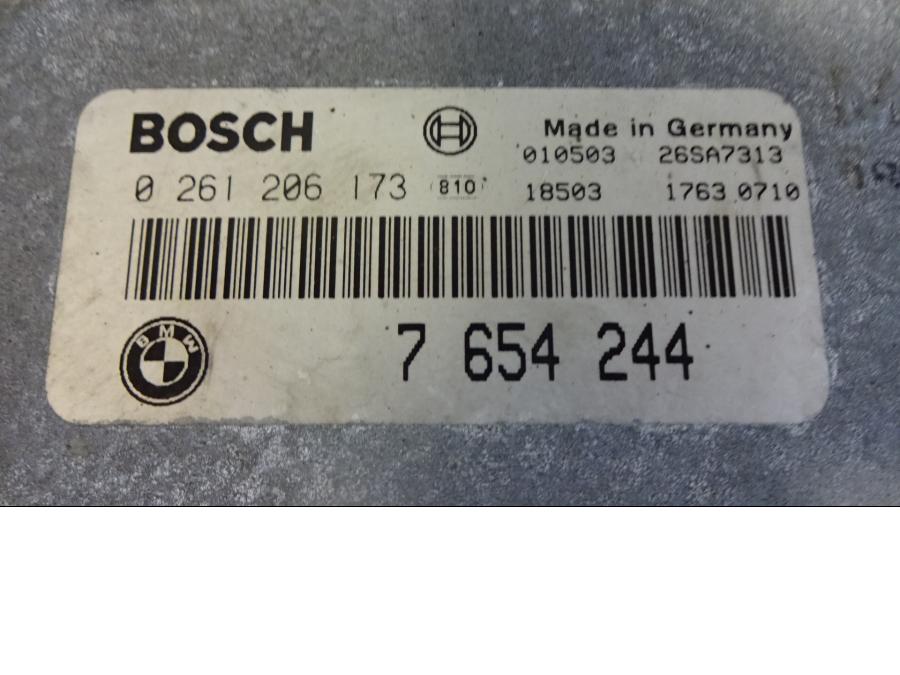 BOSCH Made in Germany
010503 26SA7313
0 261 206 173 810 18503 1763 0710
BMW
7 654 244